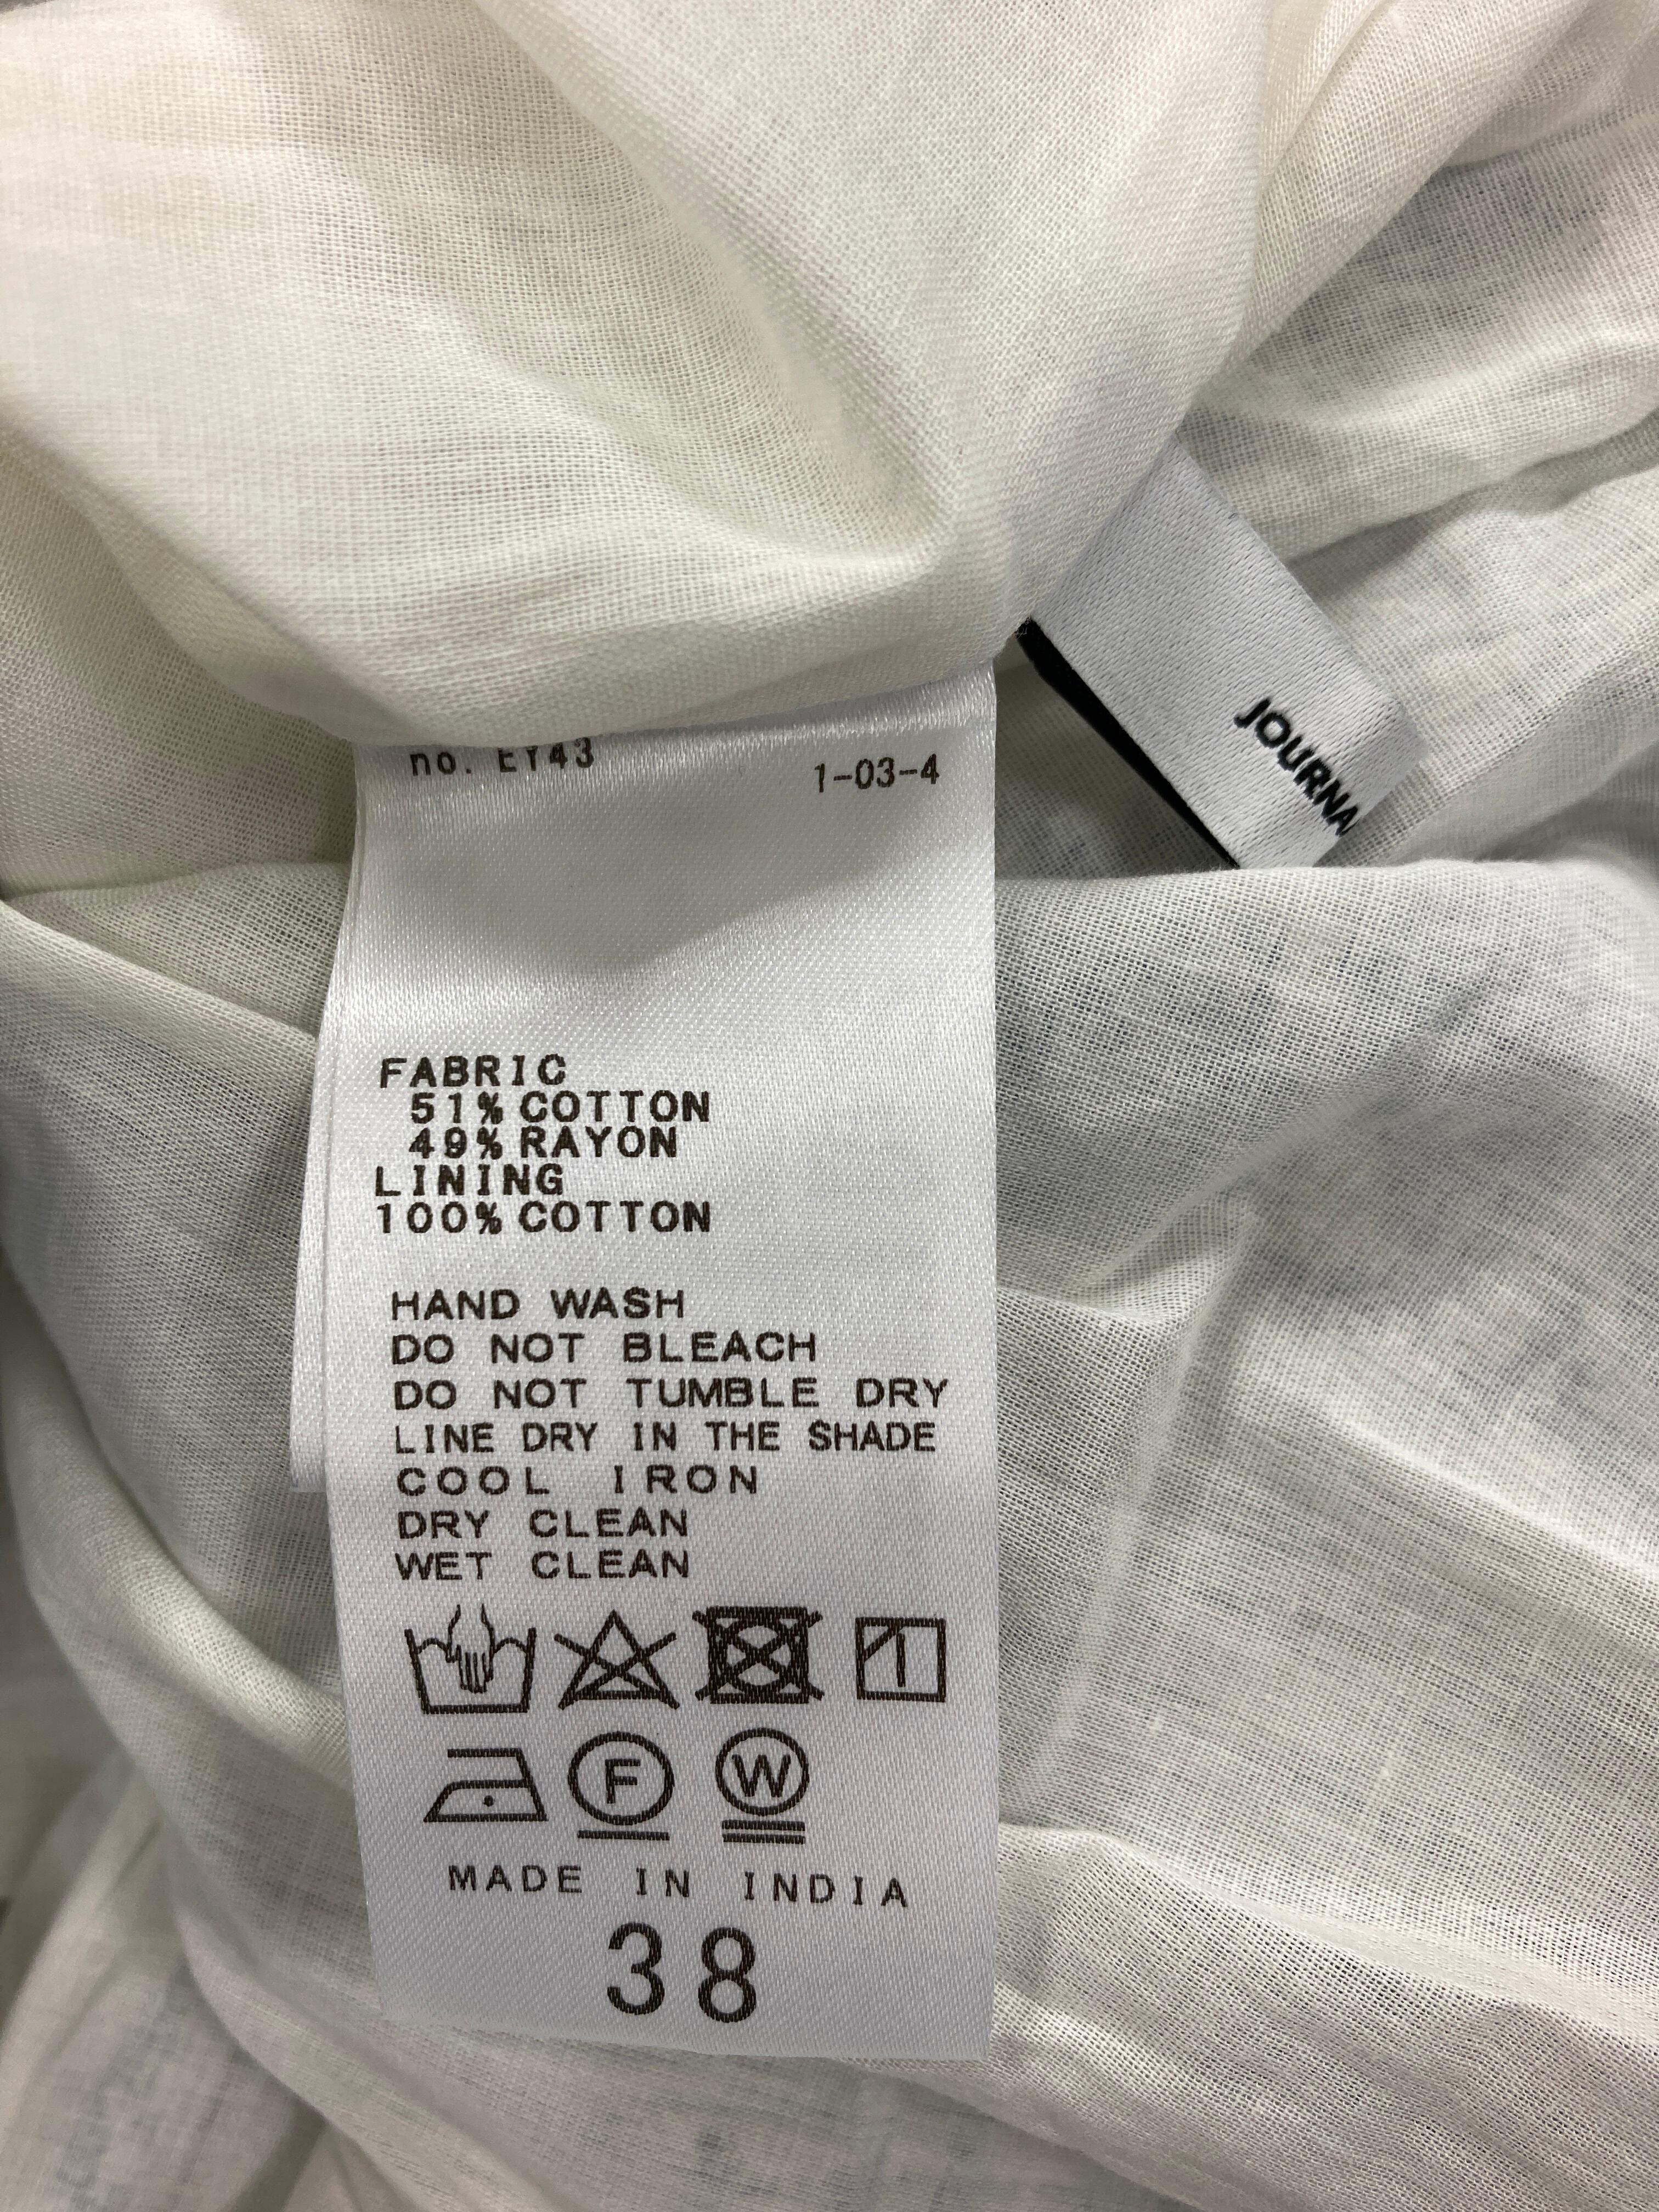 no. EY43
1-03-4
JOURNA
FABRIC
51% COTTON
49% RAYON
LINING
100% COTTON
HAND WASH
DO NOT BLEACH
DO NOT TUMBLE DRY
LINE DRY IN THE SHADE
COOL IRON
DRY CLEAN
WET CLEAN
F
W
MADE IN INDIA
38